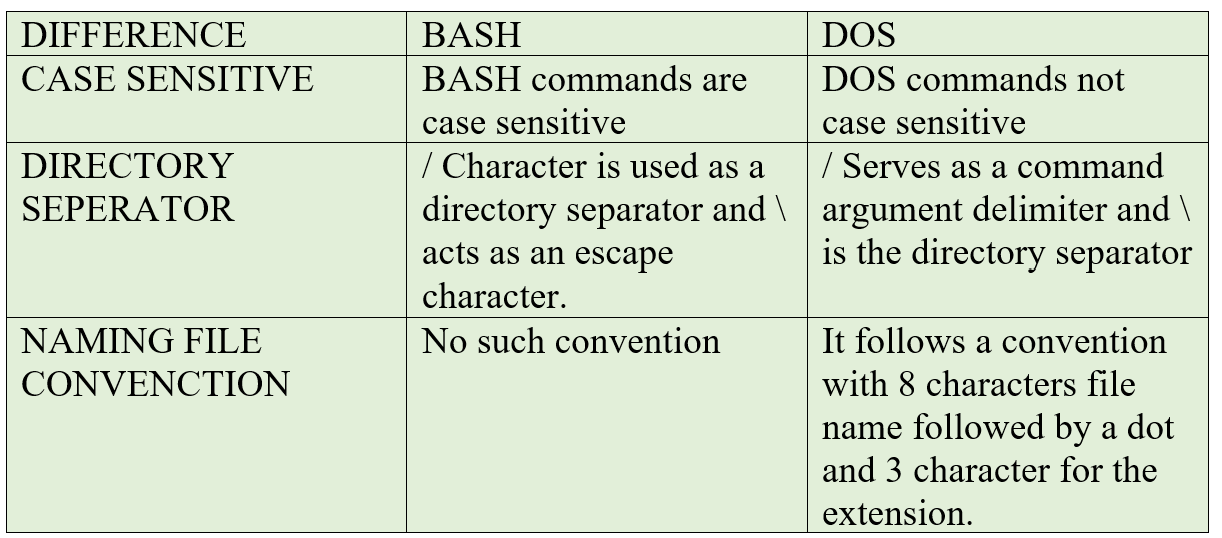 DIFFERENCE
BASH
DOS
CASE SENSITIVE
BASH commands are
case sensitive
DOS commands not
case sensitive
DIRECTORY
SEPERATOR
/ Character is used as a
directory separator and \
acts as an escape
character.
/ Serves as a command
argument delimiter and \
is the directory separator
NAMING FILE
CONVENCTION
No such convention
It follows a convention
with 8 characters file
name followed by a dot
and 3 character for the
extension.